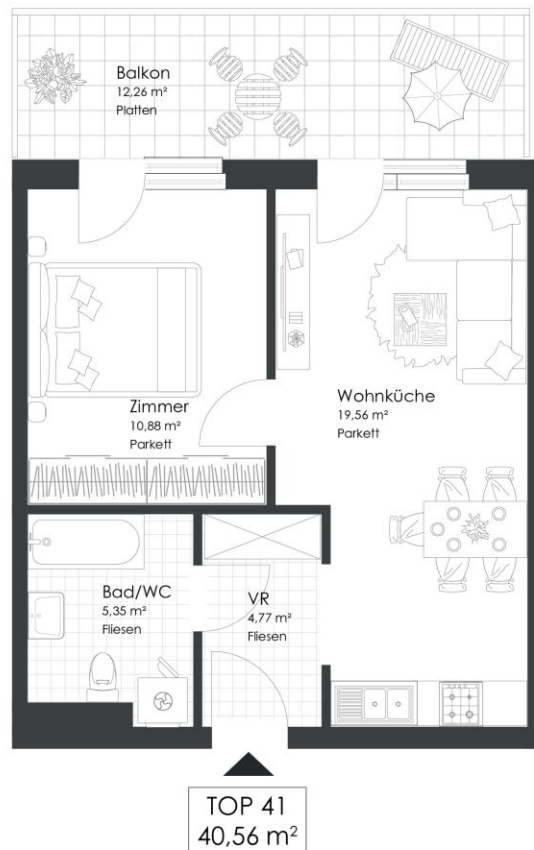 Balkon
12,26 m²
Platten
Zimmer
10,88 m²
Parkett
Wohnküche
19,56 m²
Parkett
Bad/WC
5,35 m²
Fliesen
VR
4,77 m²
Fliesen
TOP 41
40,56 m²